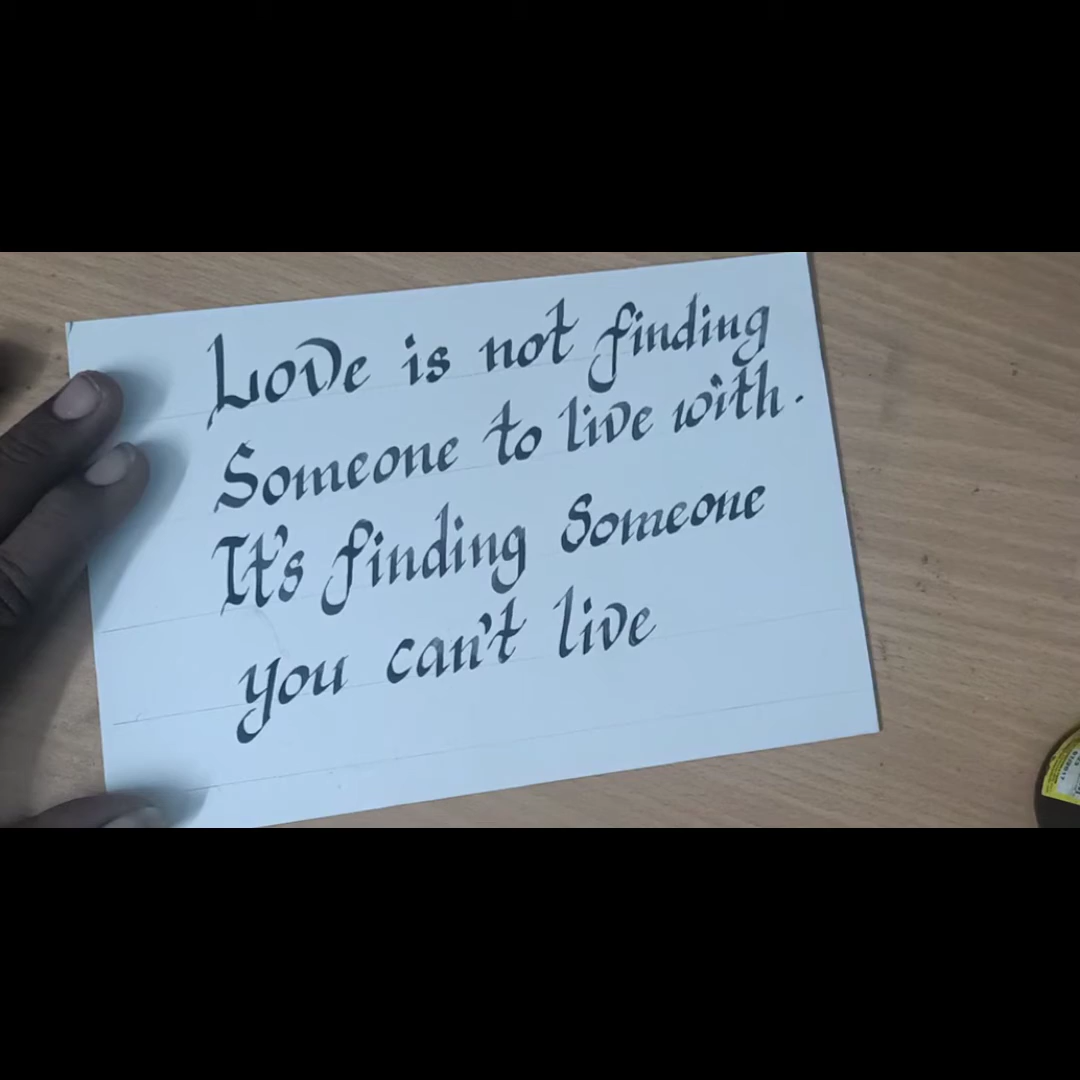 Love is not finding
Someone to live with.
It's finding Someone
you can't live